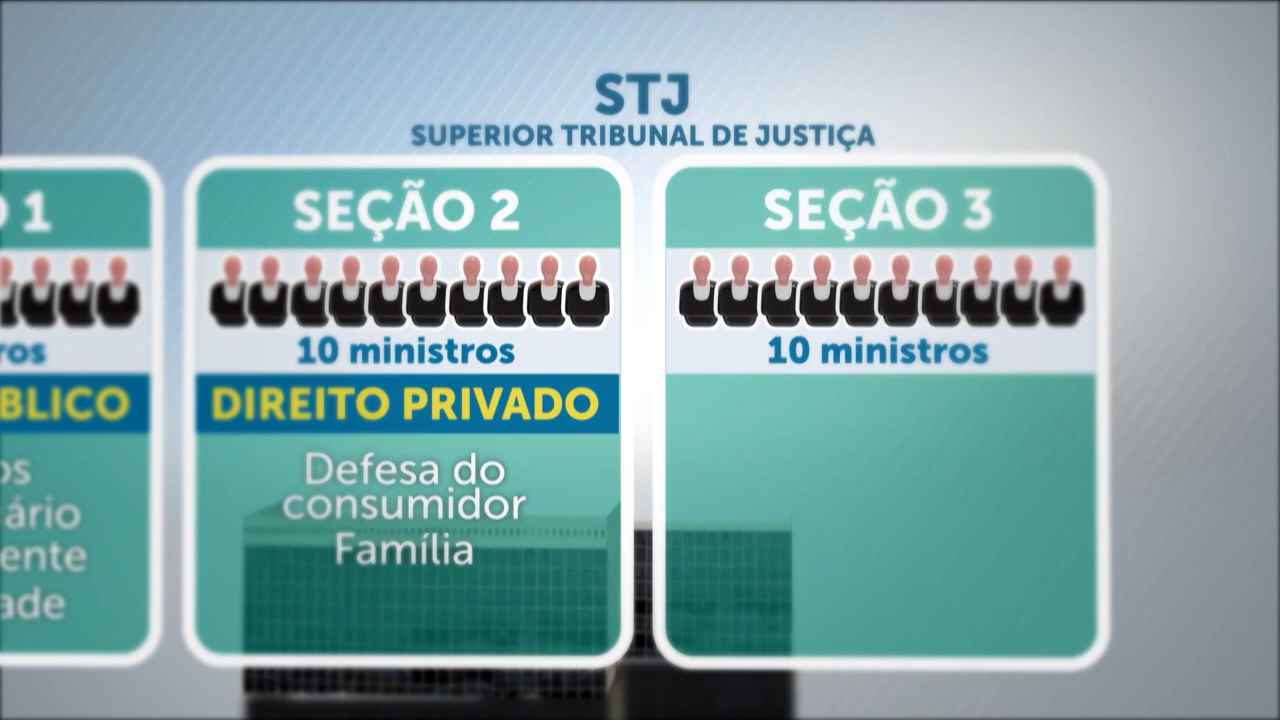 STJ
SUPERIOR TRIBUNAL DE JUSTIÇA
1
SEÇÃO 2
10 ministros
DIREITO PRIVADO
Defesa do
consumidor
Família
SEÇÃO 3
10 ministros